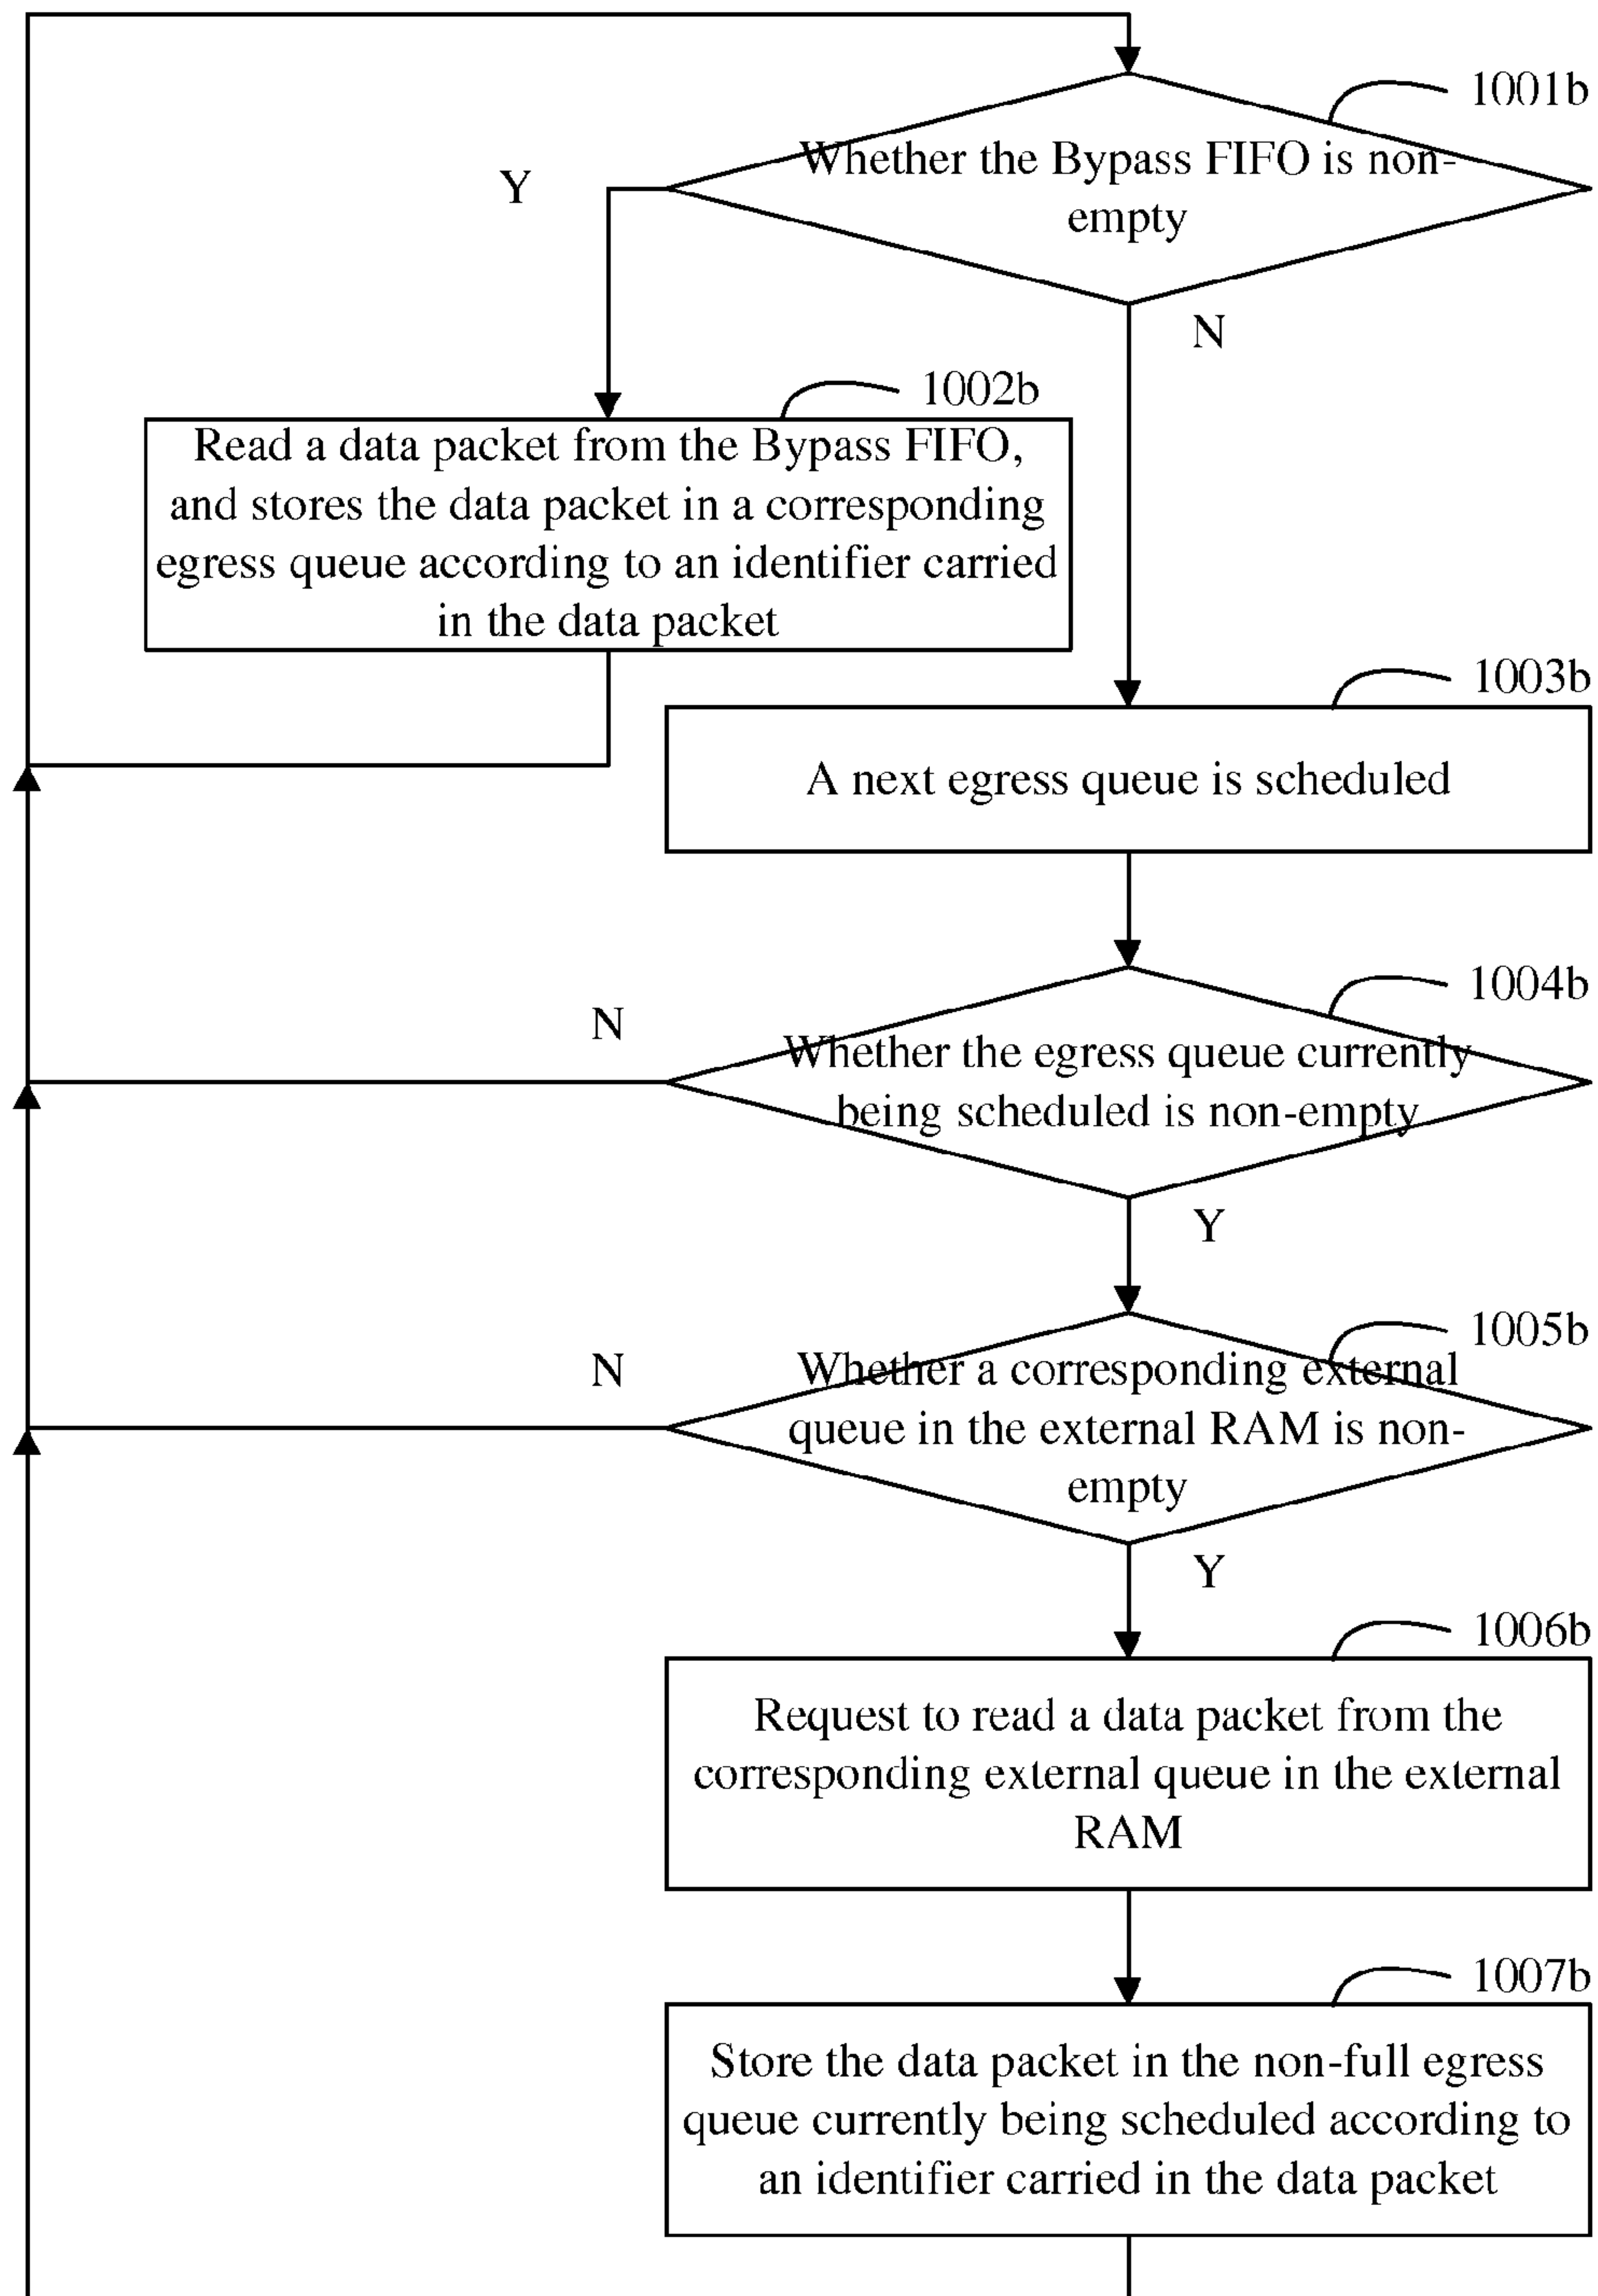 1001b
Whether the Bypass FIFO is non-
empty
Y
N
1002b
Read a data packet from the Bypass FIFO,
and stores the data packet in a corresponding
egress queue according to an identifier carried
in the data packet
1003b
A next egress queue is scheduled
1004b
N
Whether the egress queue currently
being scheduled is non-empty
Y
1005b
N
Whether a corresponding external
queue in the external RAM is non-
empty
Y
1006b
Request to read a data packet from the
corresponding external queue in the external
RAM
1007b
Store the data packet in the non-full egress
queue currently being scheduled according to
an identifier carried in the data packet